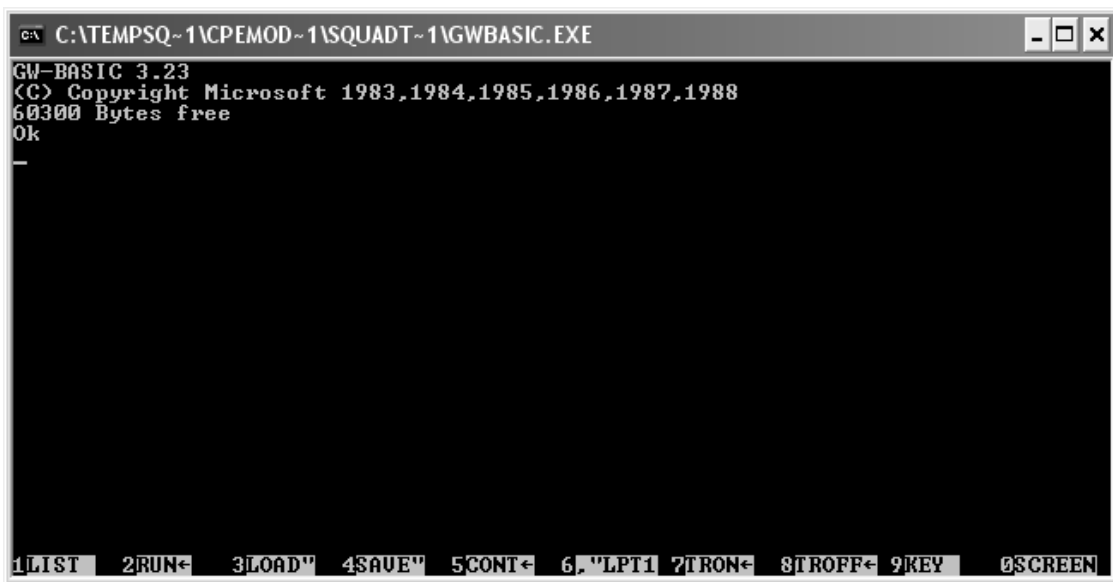 C:\TEMPSQ~1\CPEMOD~1\SQUADT~1\GWBASIC.EXE
GW-BASIC 3.23
(C) Copyright Microsoft 1983,1984,1985,1986,1987,1988
60300 Bytes free
Ok
_
1LIST 2RUN← 3LOAD" 4SAVE" 5CONT← 6,"LPT1 7TRON← 8TROFF← 9KEY 0SCREEN